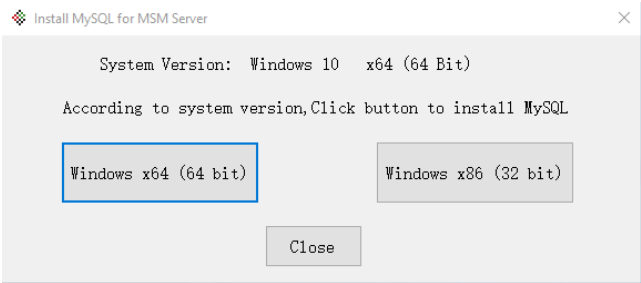 Install MySQL for MSM Server
System Version: Windows 10 x64 (64 Bit)
According to system version,Click button to install MySQL
Windows x64 (64 bit) Windows x86 (32 bit)
Close